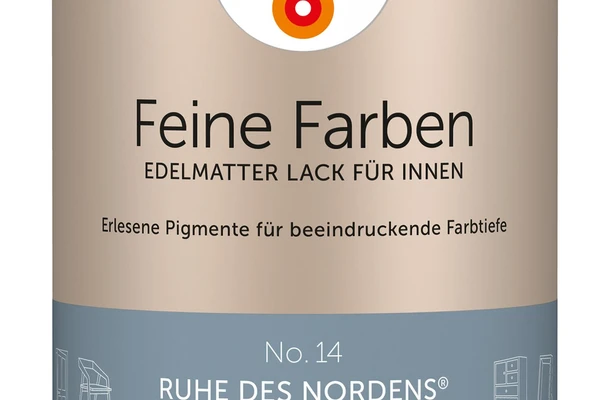 Feine Farben
EDELMATTER LACK FÜR INNEN
Erlesene Pigmente für beeindruckende Farbtiefe
No. 14
RUHE DES NORDENS®